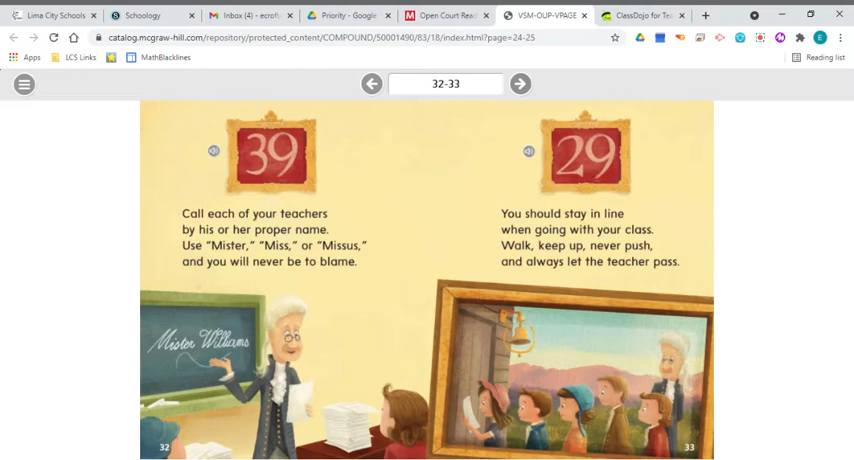 Lima City Schools
Schoology
Inbox (4) - ecroft
Priority - Google
Open Court Read
VSM-OUP-VPAGE
ClassDojo for Tea
catalog.mcgraw-hill.com/repository/protected_content/COMPOUND/50001490/83/18/index.html?page=24-25
E
Apps
LCS Links
MathBlacklines
Reading list
32-33
39
Call each of your teachers
by his or her proper name.
Use “Mister,” “Miss,” or “Missus,”
and you will never be to blame.
Mister Williams
32
29
You should stay in line
when going with your class.
Walk, keep up, never push,
and always let the teacher pass.
33